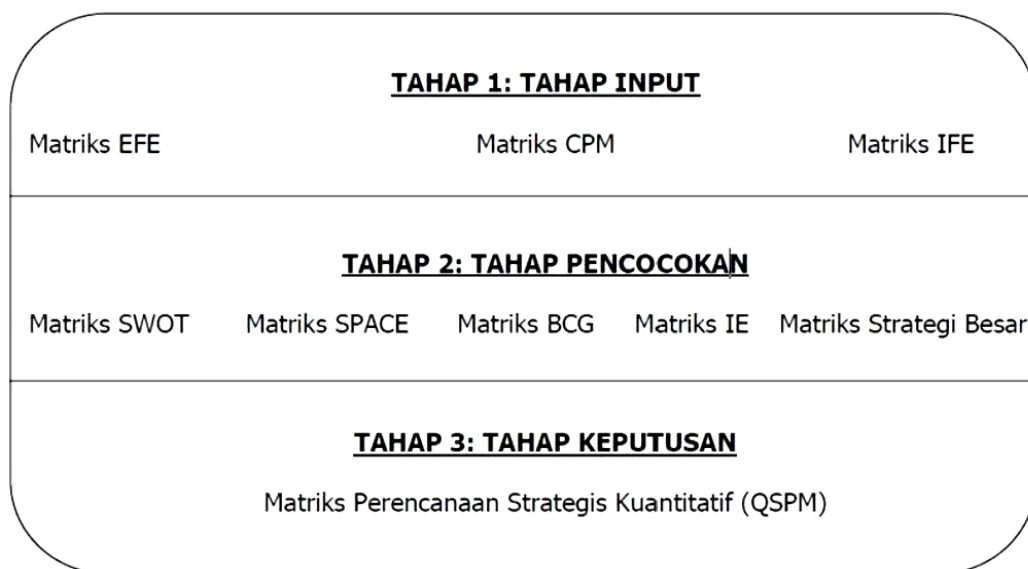 TAHAP 1: TAHAP INPUT
Matriks EFE Matriks CPM Matriks IFE
TAHAP 2: TAHAP PENCOCOKAN
Matriks SWOT Matriks SPACE Matriks BCG Matriks IE Matriks Strategi Besar
TAHAP 3: TAHAP KEPUTUSAN
Matriks Perencanaan Strategis Kuantitatif (QSPM)